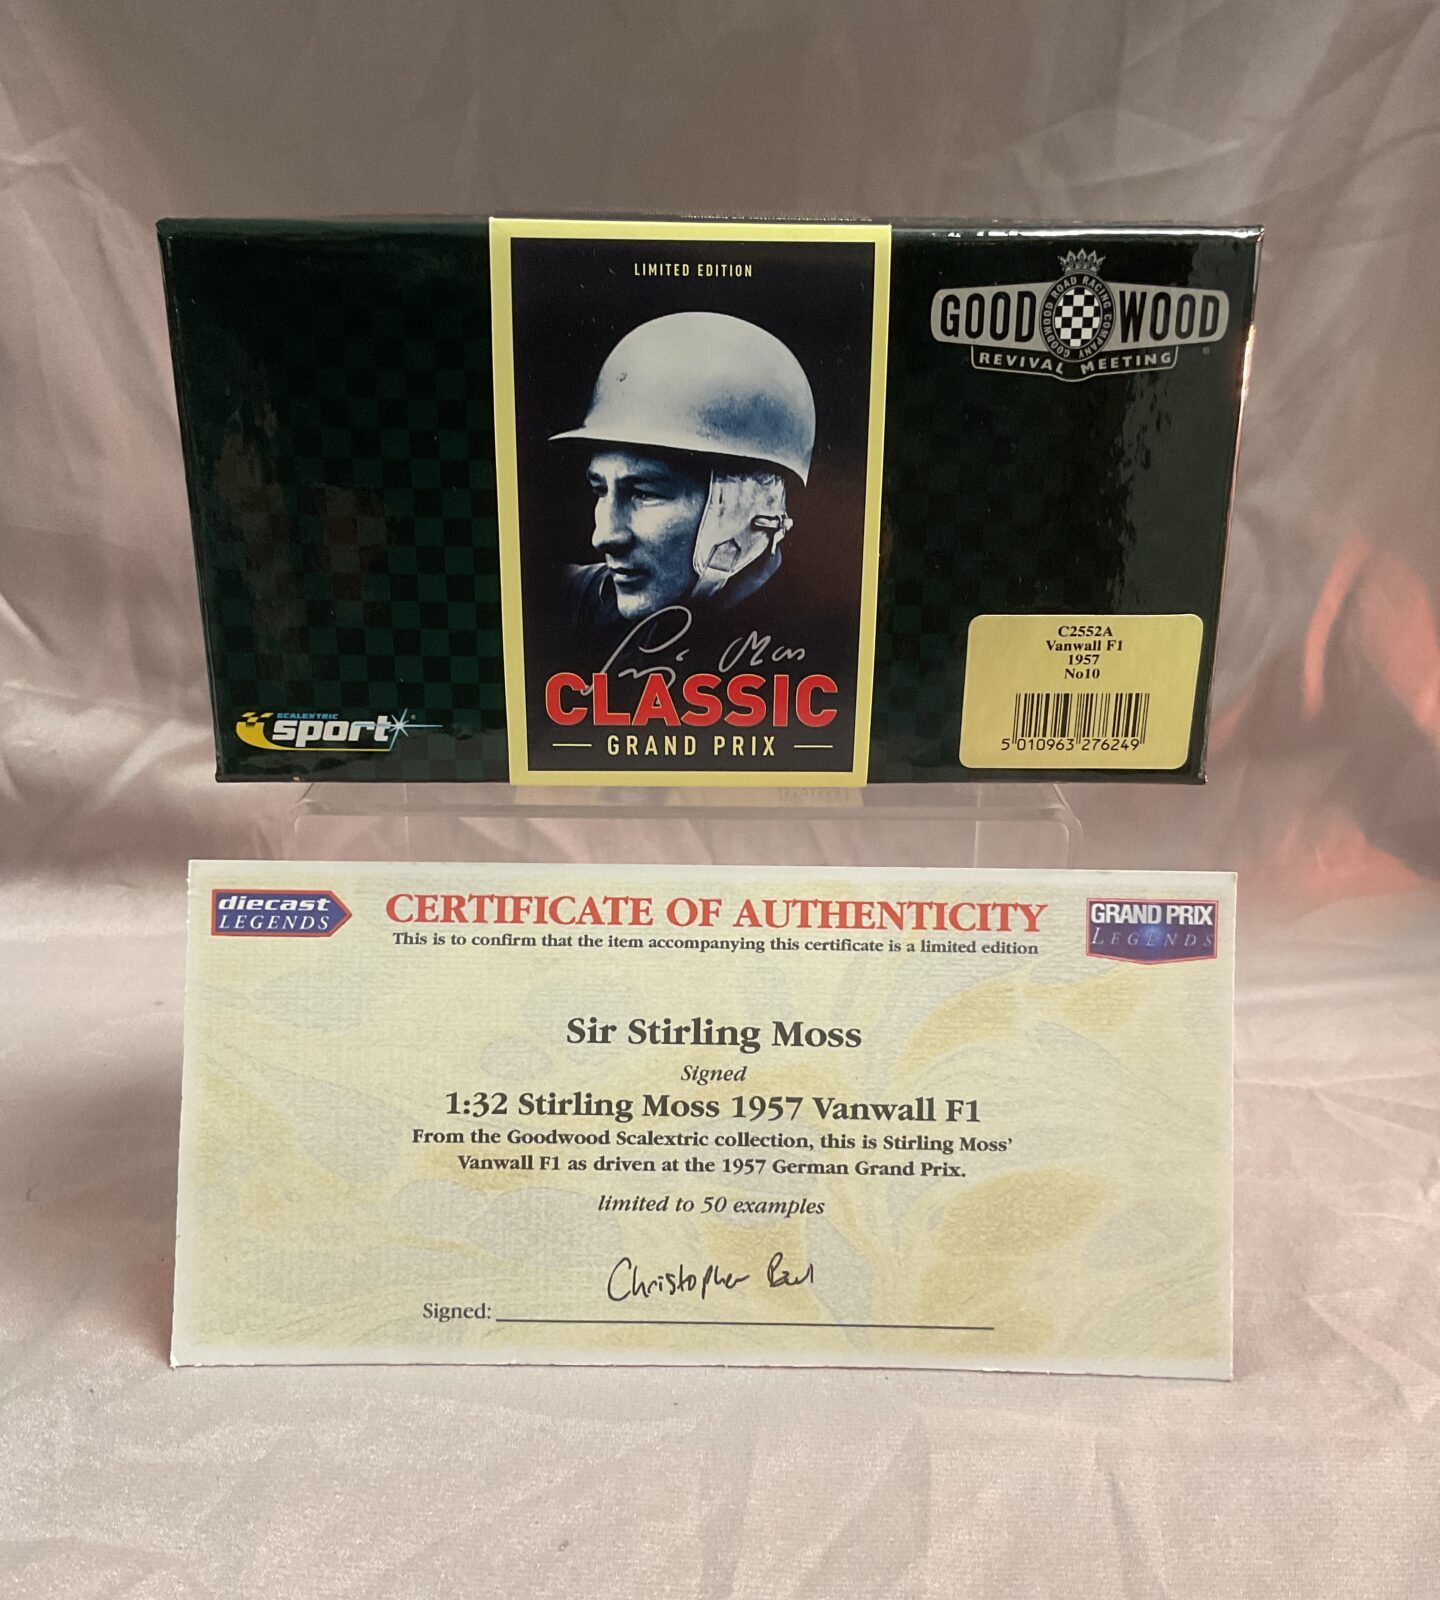 LIMITED EDITION
GOOD WOOD
GOODWOOD ROAD RACING COMPANY
REVIVAL MEETING
C2552A
Vanwall F1
1957
No10
5 010963 276249
SCALEXTRIC
sport
CLASSIC
GRAND PRIX
diecast
LEGENDS
CERTIFICATE OF AUTHENTICITY
This is to confirm that the item accompanying this certificate is a limited edition
GRAND PRIX
LEGENDS
Sir Stirling Moss
Signed
1:32 Stirling Moss 1957 Vanwall F1
From the Goodwood Scalextric collection, this is Stirling Moss'
Vanwall F1 as driven at the 1957 German Grand Prix.
limited to 50 examples
Christopher
Signed: